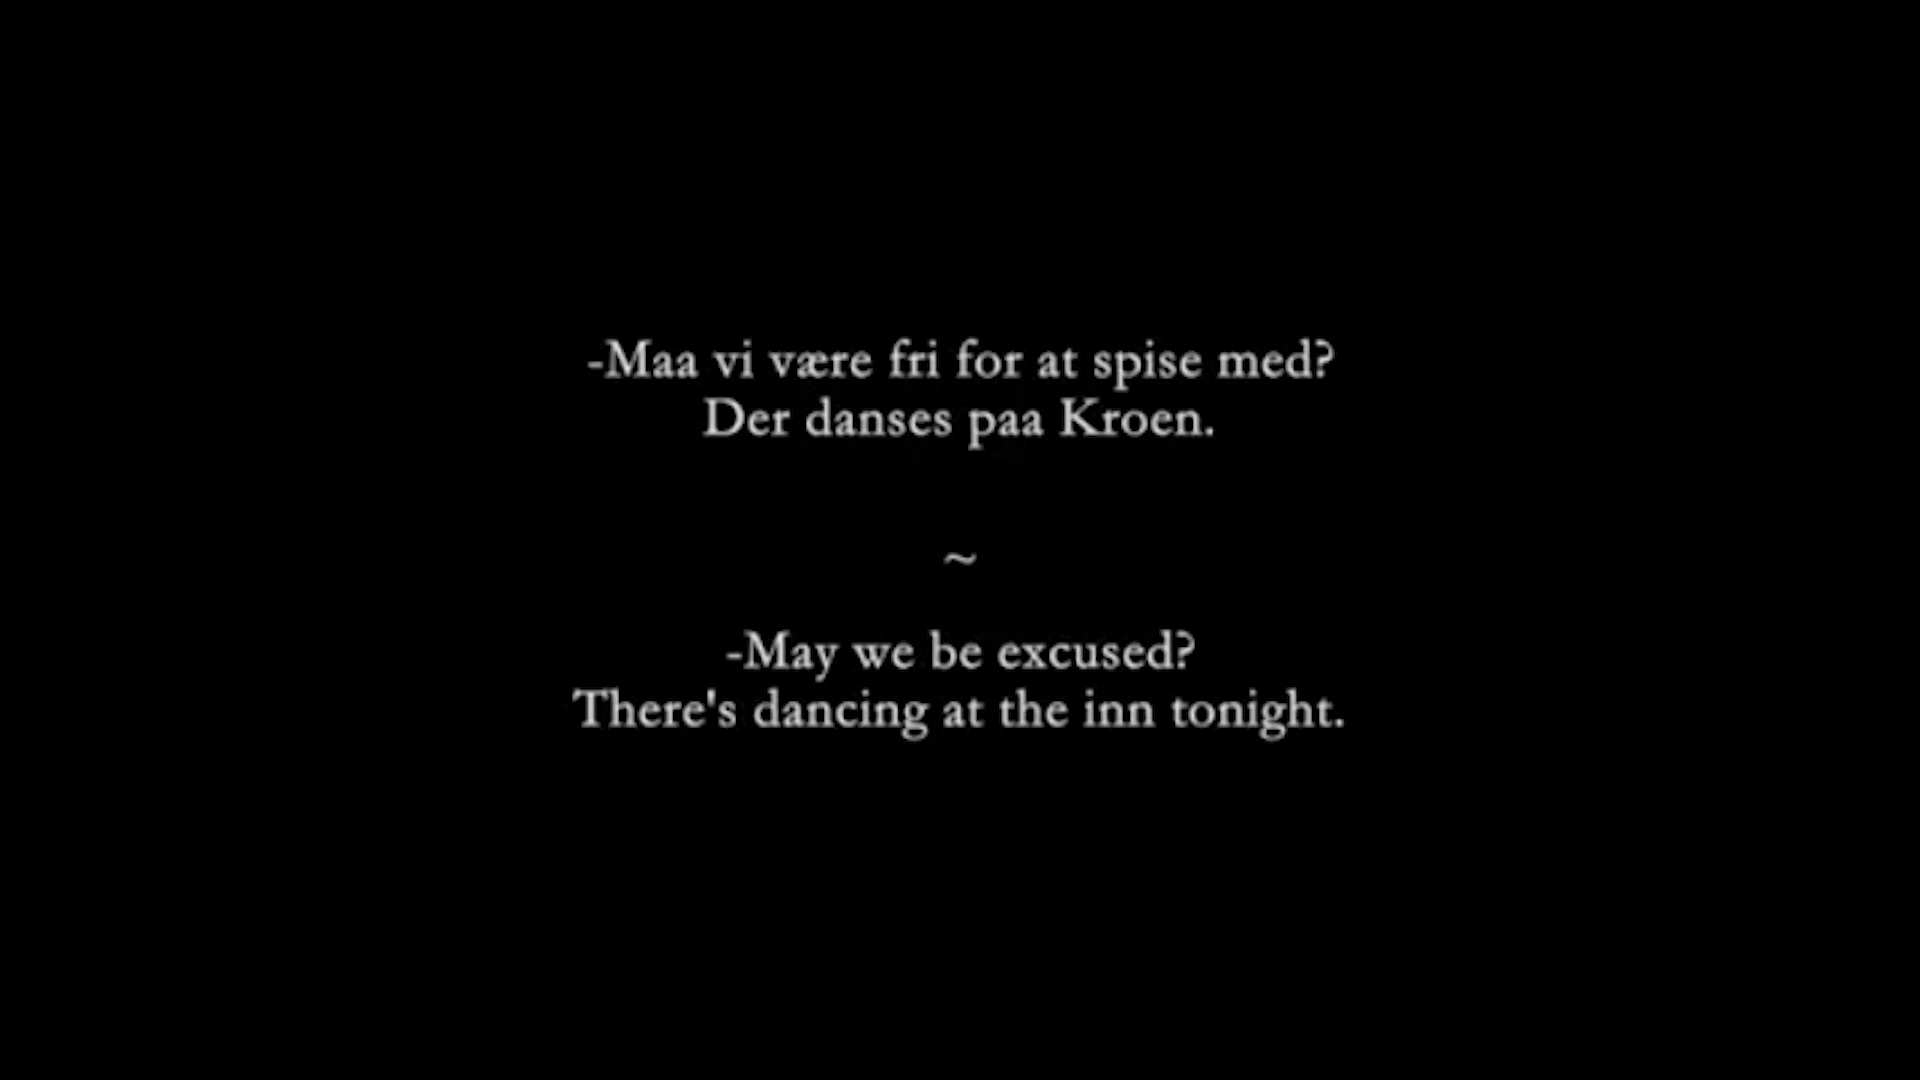 -Maa vi være fri for at spise med?
Der danses paa Kroen.
~
-May we be excused?
There's dancing at the inn tonight.